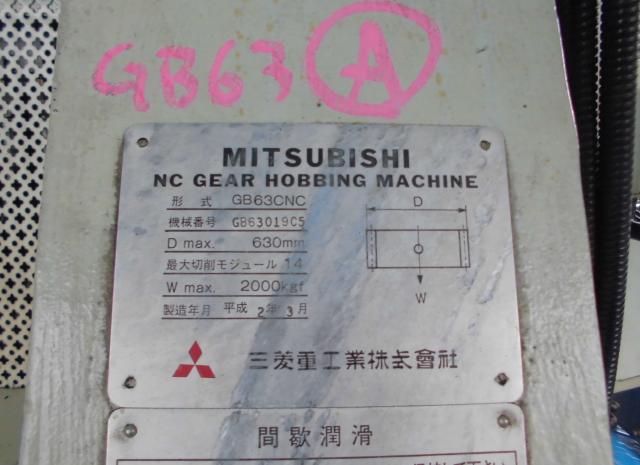 GB63 A
MITSUBISHI
NC GEAR HOBBING MACHINE
形式 GB63CNC
機械番号 GB63019C5
D max. 630mm
最大切削モジュール 14
W max. 2000kgf
製造年月 平成 2年 3月
D
W
三菱重工業株式會社
間歇潤滑